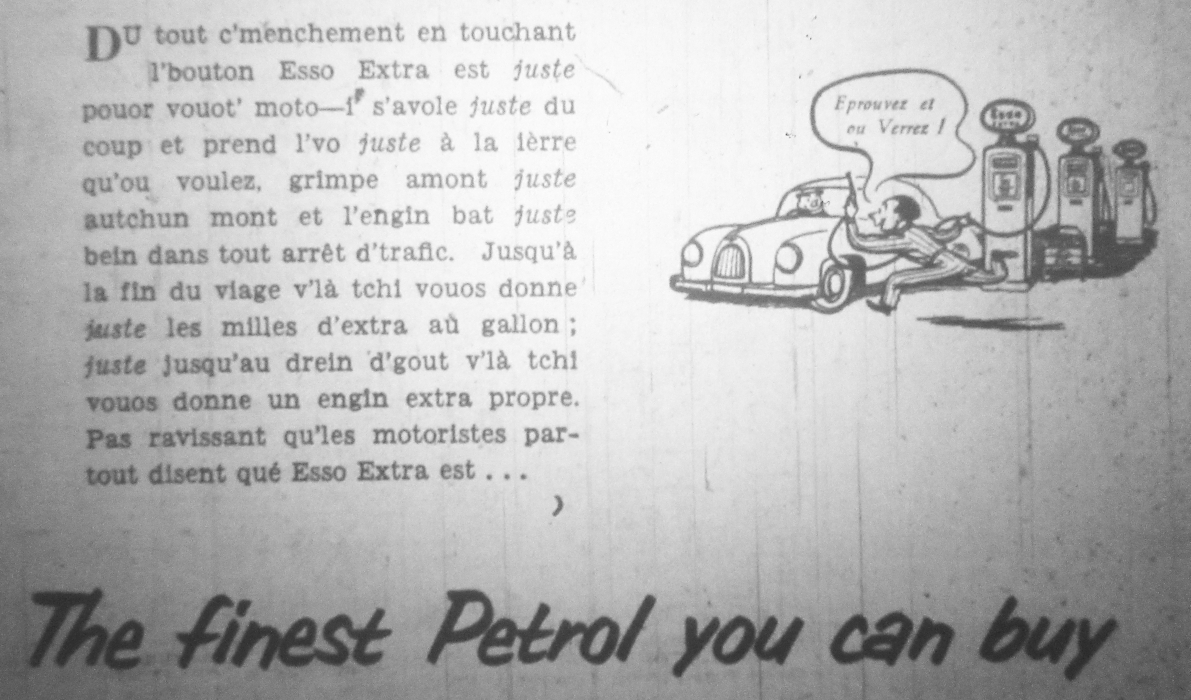 DU tout c'menchement en touchant
l'bouton Esso Extra est juste
pouor vouot' moto—i' s'avole juste du
coup et prend l'vo juste à la ièrre
qu'ou voulez, grimpe amont juste
autchun mont et l'engin bat juste
bein dans tout arrêt d'trafic. Jusqu'à
la fin du viage v'là tchi vouos donne
juste les milles d'extra au gallon ;
juste jusqu'au drein d'gout v'là tchi
vouos donne un engin extra propre.
Pas ravissant qu'les motoristes par-
tout disent qué Esso Extra est . . .
Eprouvez et
ou Verrez !
Esso
The finest Petrol you can buy